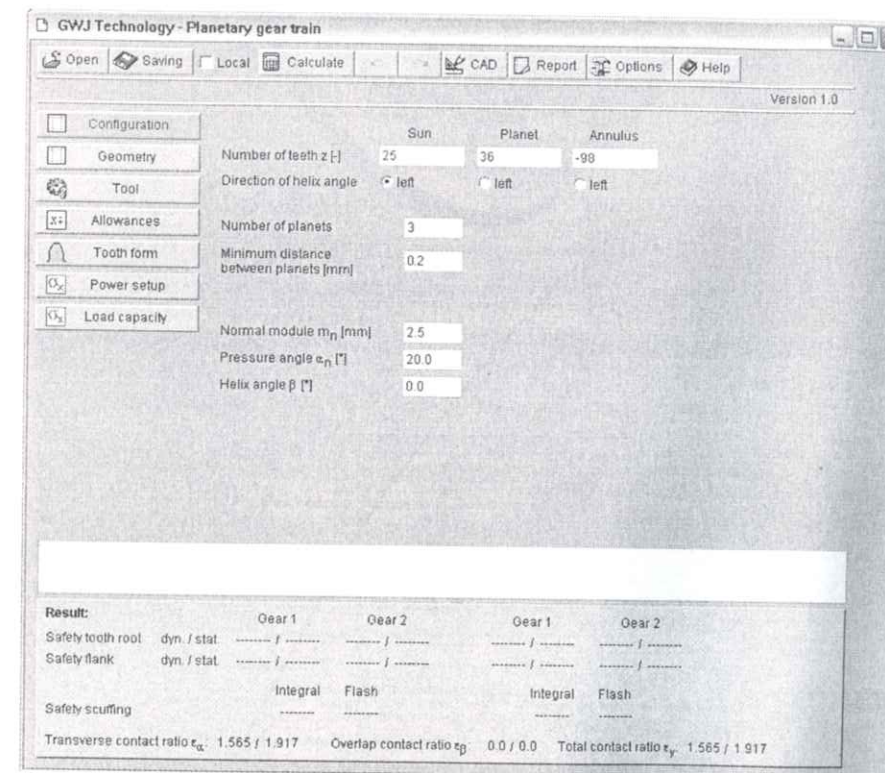 GWJ Technology - Planetary gear train
Open Saving Local Calculate CAD Report Options Help
Version 1.0
Configuration
Geometry
Tool
Allowances
Tooth form
Power setup
Load capacity
Sun Planet Annulus
Number of teeth z [-] 25 36 -98
Direction of helix angle left left left
Number of planets 3
Minimum distance
between planets [mm] 0.2
Normal module mn [mm] 2.5
Pressure angle αn [°] 20.0
Helix angle β [°] 0.0
Result: Gear 1 Gear 2 Gear 1 Gear 2
Safety tooth root dyn. / stat. -------- / -------- -------- / -------- -------- / -------- -------- / --------
Safety flank dyn. / stat. -------- / -------- -------- / -------- -------- / -------- -------- / --------
Integral Flash Integral Flash
Safety scuffing -------- -------- -------- --------
Transverse contact ratio εα: 1.565 / 1.917 Overlap contact ratio εβ 0.0 / 0.0 Total contact ratio εγ: 1.565 / 1.917